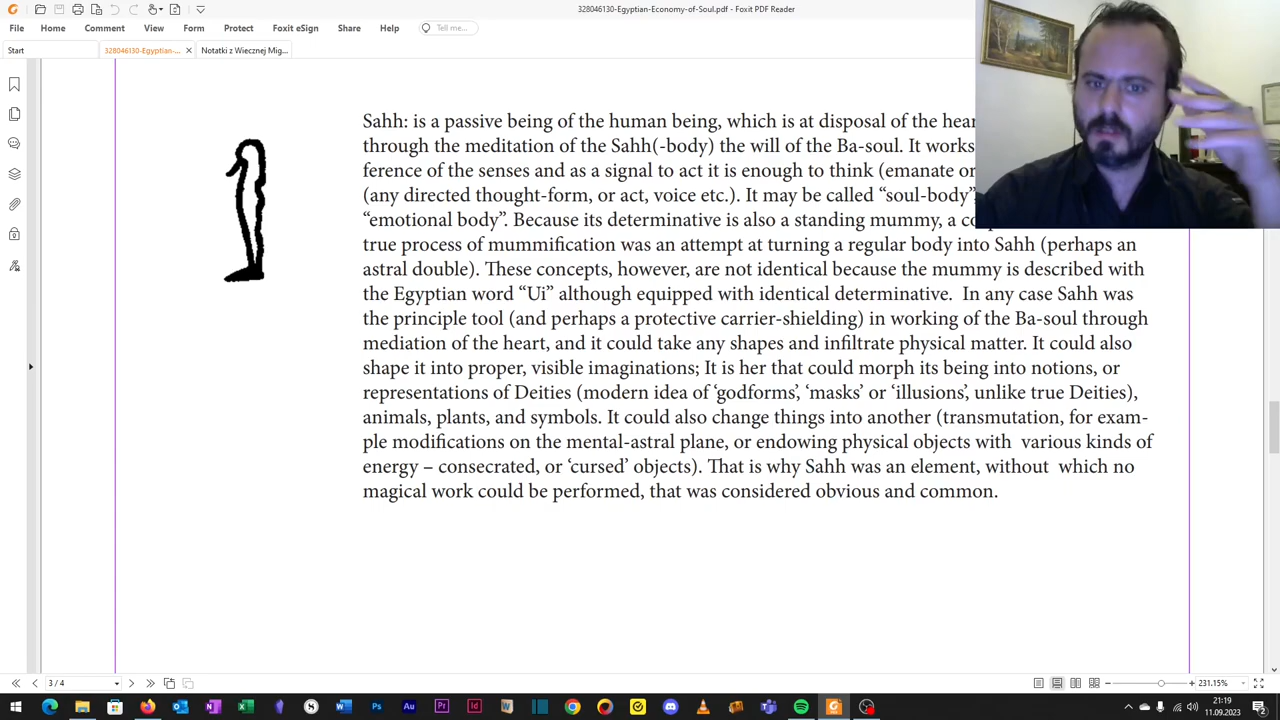 328046130-Egyptian-Economy-of-Soul.pdf - Foxit PDF Reader
File Home Comment View Form Protect Foxit eSign Share Help Tell me...
Start 328046130-Egyptian-... Notatki z Wiecznej Mig...
Sahh: is a passive being of the human being, which is at disposal of the hear
through the meditation of the Sahh(-body) the will of the Ba-soul. It works
ference of the senses and as a signal to act it is enough to think (emanate or
(any directed thought-form, or act, voice etc.). It may be called “soul-body”,
“emotional body”. Because its determinative is also a standing mummy, a
true process of mummification was an attempt at turning a regular body into Sahh (perhaps an
astral double). These concepts, however, are not identical because the mummy is described with
the Egyptian word “Ui” although equipped with identical determinative. In any case Sahh was
the principle tool (and perhaps a protective carrier-shielding) in working of the Ba-soul through
mediation of the heart, and it could take any shapes and infiltrate physical matter. It could also
shape it into proper, visible imaginations; It is her that could morph its being into notions, or
representations of Deities (modern idea of ‘godforms’, ‘masks’ or ‘illusions’, unlike true Deities),
animals, plants, and symbols. It could also change things into another (transmutation, for exam-
ple modifications on the mental-astral plane, or endowing physical objects with various kinds of
energy – consecrated, or ‘cursed’ objects). That is why Sahh was an element, without which no
magical work could be performed, that was considered obvious and common.
3 / 4 231.15%
21:19
11.09.2023